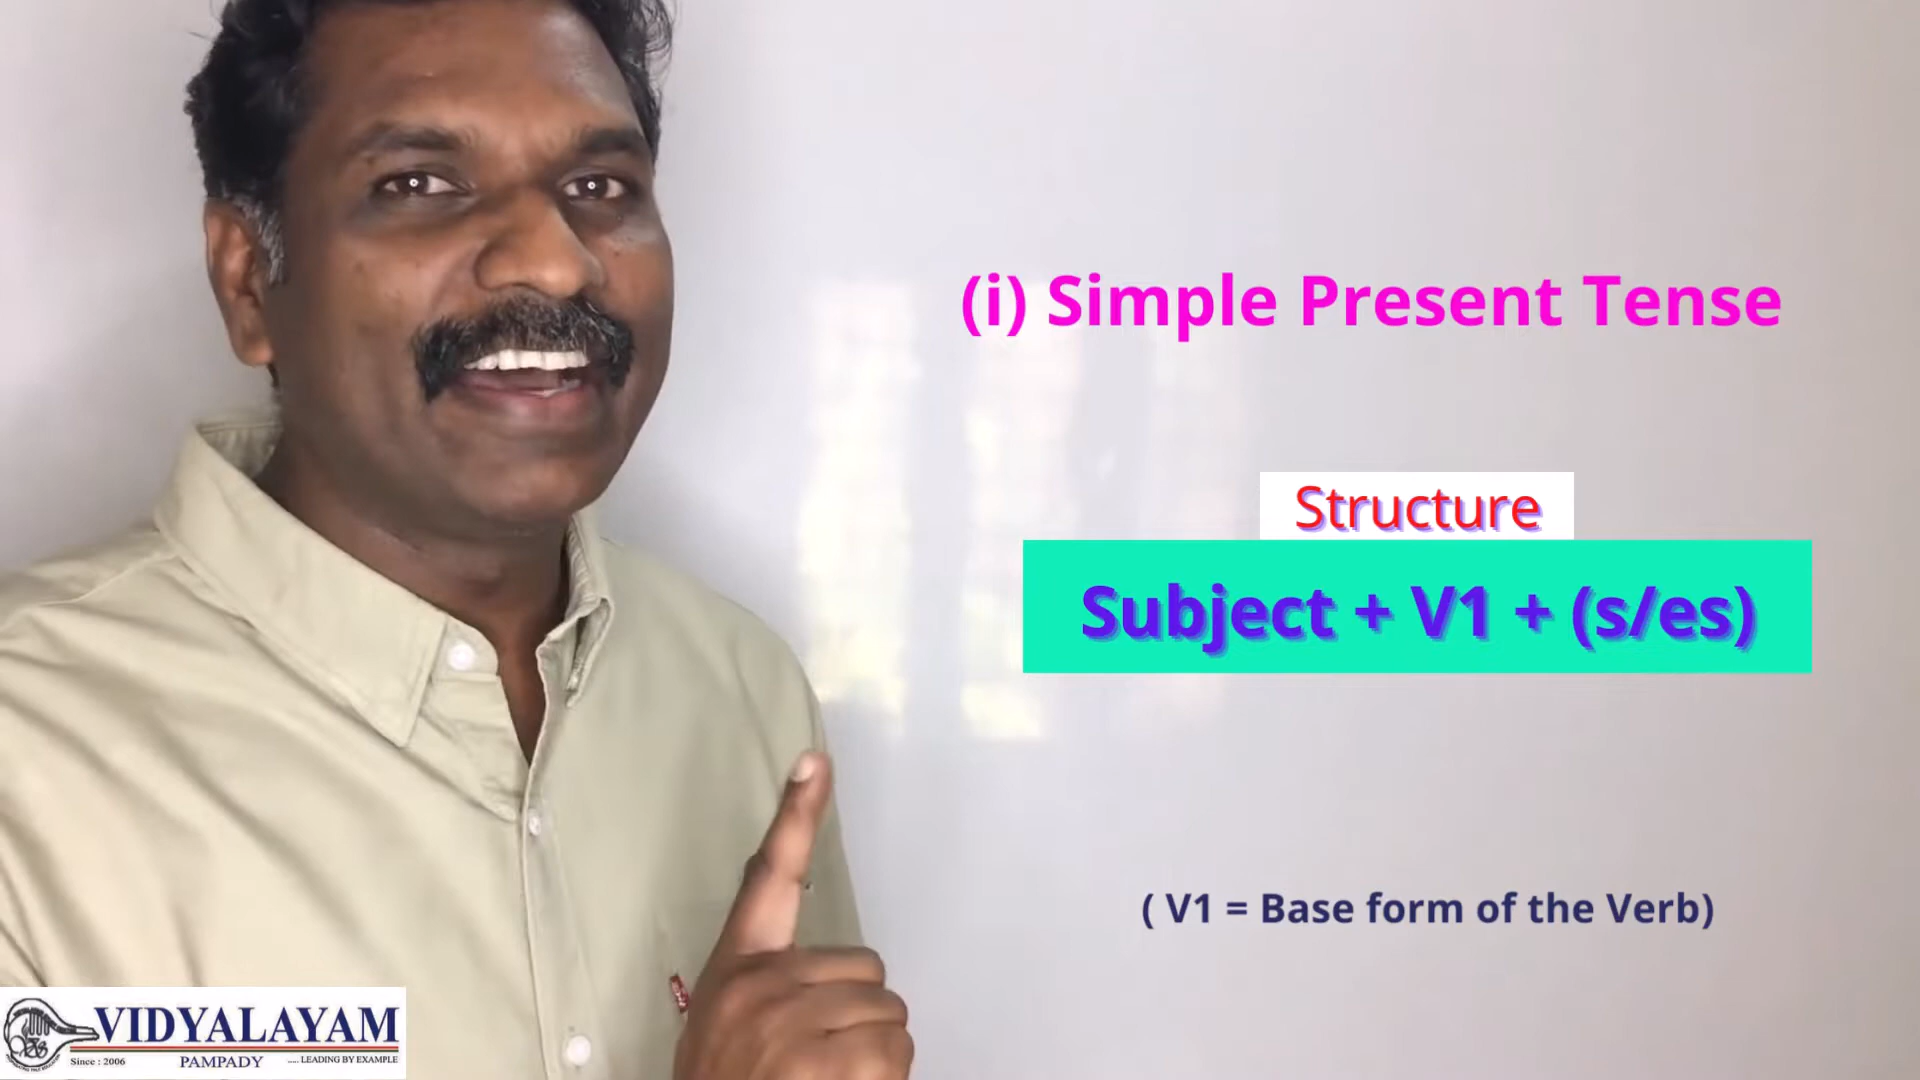 (i) Simple Present Tense
Structure
Subject + V1 + (s/es)
( V1 = Base form of the Verb)
VIDYALAYAM
Since : 2006 PAMPADY ..... LEADING BY EXAMPLE